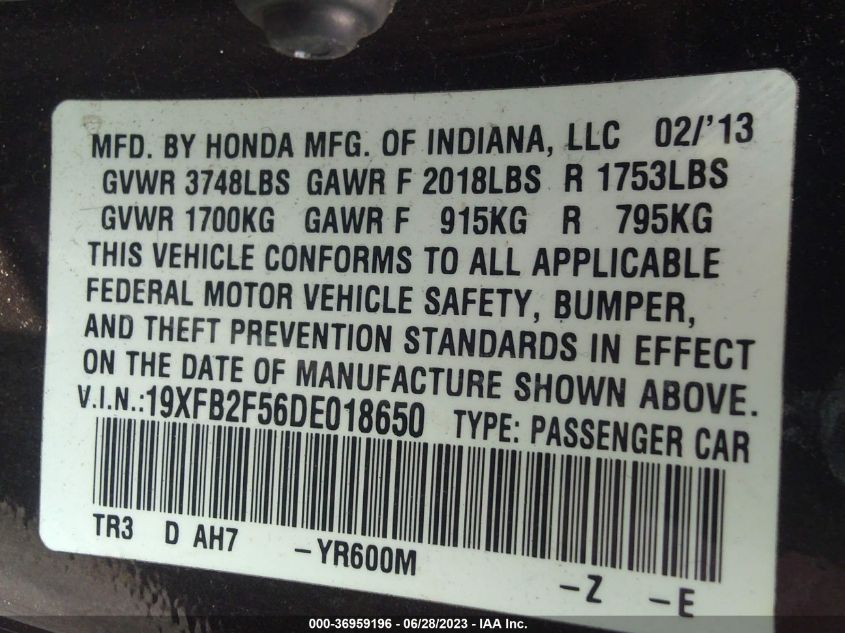 MFD. BY HONDA MFG. OF INDIANA, LLC 02/'13
GVWR 3748LBS GAWR F 2018LBS R 1753LBS
GVWR 1700KG GAWR F 915KG R 795KG
THIS VEHICLE CONFORMS TO ALL APPLICABLE
FEDERAL MOTOR VEHICLE SAFETY, BUMPER,
AND THEFT PREVENTION STANDARDS IN EFFECT
ON THE DATE OF MANUFACTURE SHOWN ABOVE.
V.I.N.:19XFB2F56DE018650 TYPE: PASSENGER CAR
TR3 D AH7 -YR600M -Z -E
000-36959196 - 06/28/2023 - IAA Inc.